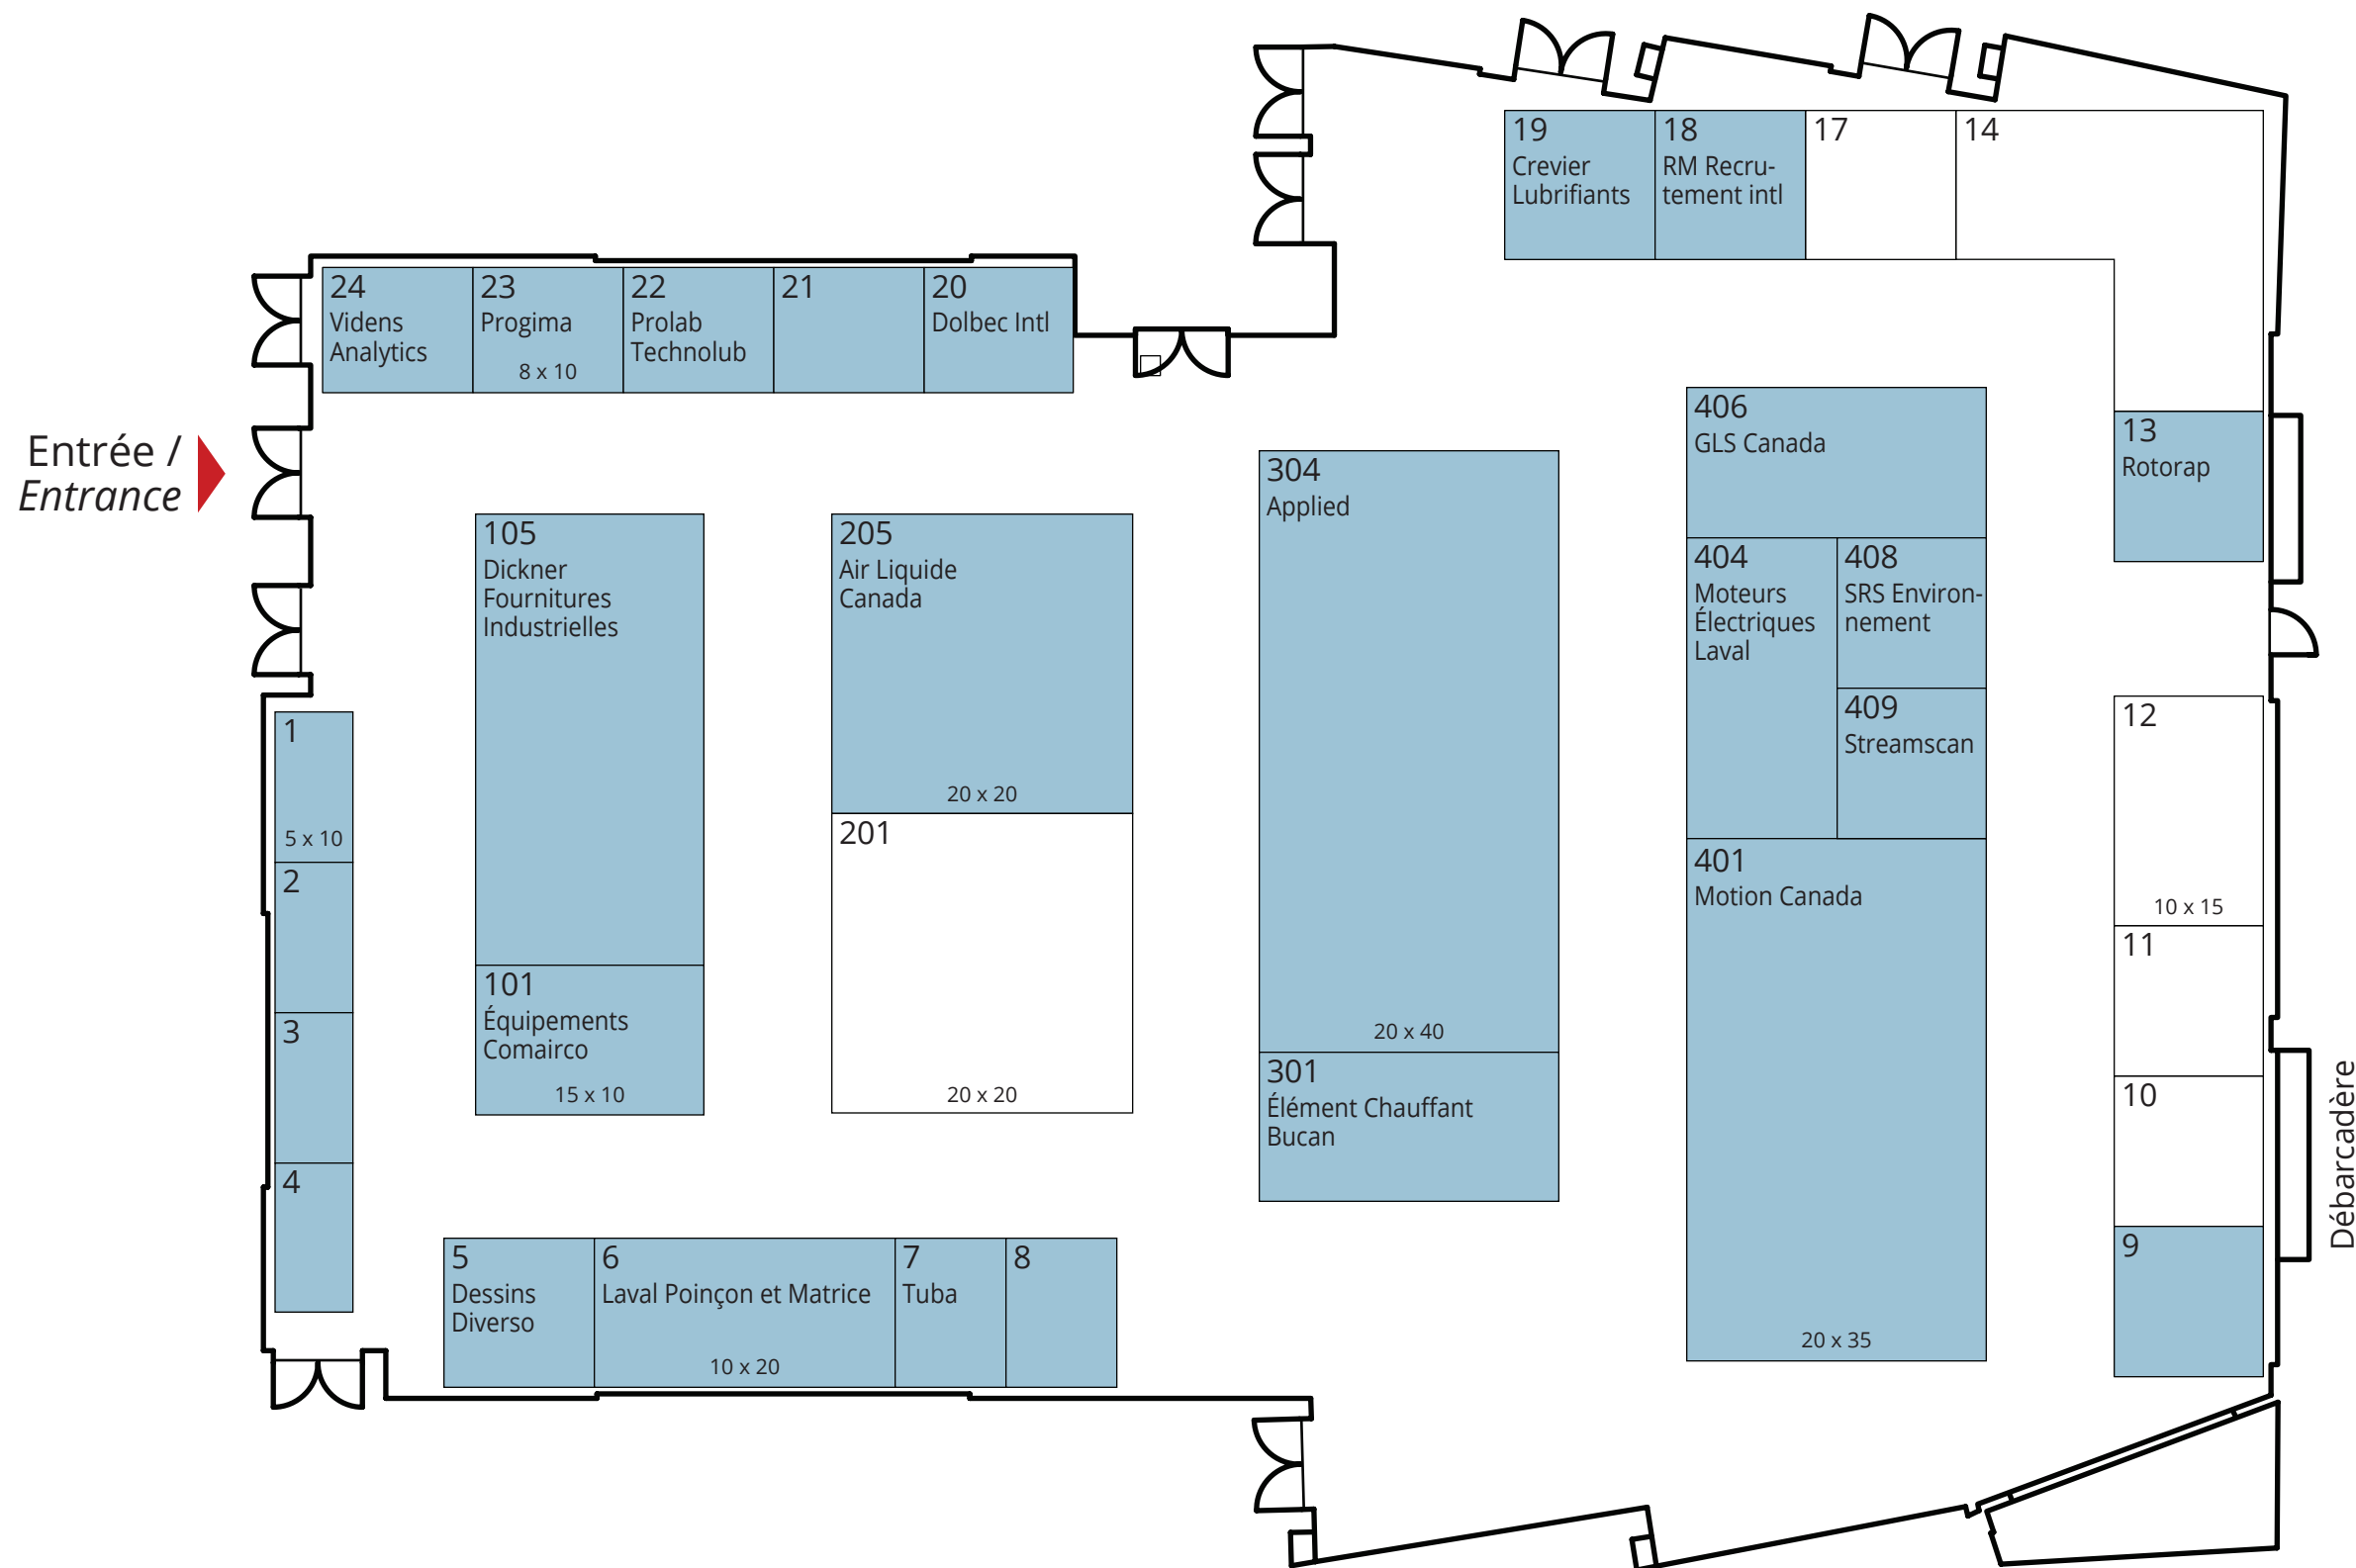 19
Crevier
Lubrifiants
18
RM Recru-
tement intl
17
14
24
Videns
Analytics
23
Progima
8 x 10
22
Prolab
Technolub
21
20
Dolbec Intl
Entrée /
Entrance
406
GLS Canada
13
Rotorap
304
Applied
20 x 40
105
Dickner
Fournitures
Industrielles
205
Air Liquide
Canada
20 x 20
404
Moteurs
Électriques
Laval
408
SRS Environ-
nement
409
Streamscan
1
5 x 10
2
3
4
12
10 x 15
201
20 x 20
401
Motion Canada
20 x 35
11
101
Équipements
Comairco
15 x 10
301
Élément Chauffant
Bucan
10
9
Débarcadère
5
Dessins
Diverso
6
Laval Poinçon et Matrice
10 x 20
7
Tuba
8